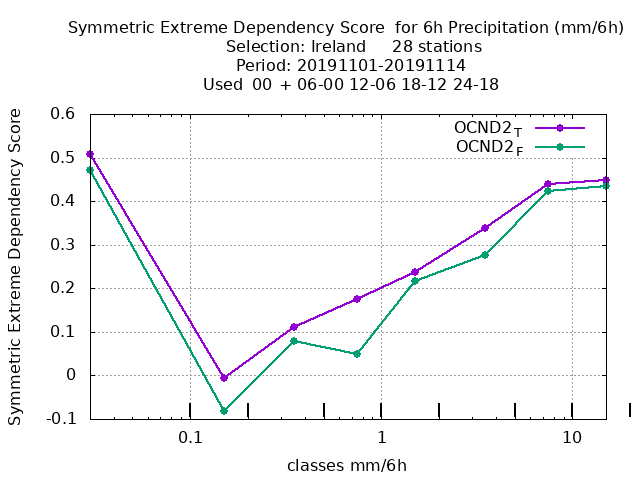 Symmetric Extreme Dependency Score  for 6h Precipitation (mm/6h)
Selection: Ireland     28 stations
Period: 20191101-20191114
Used  00 + 06-00 12-06 18-12 24-18
Symmetric Extreme Dependency Score
0.6
0.5
0.4
0.3
0.2
0.1
0
-0.1
OCND2T
OCND2F
0.1 1 10
classes mm/6h